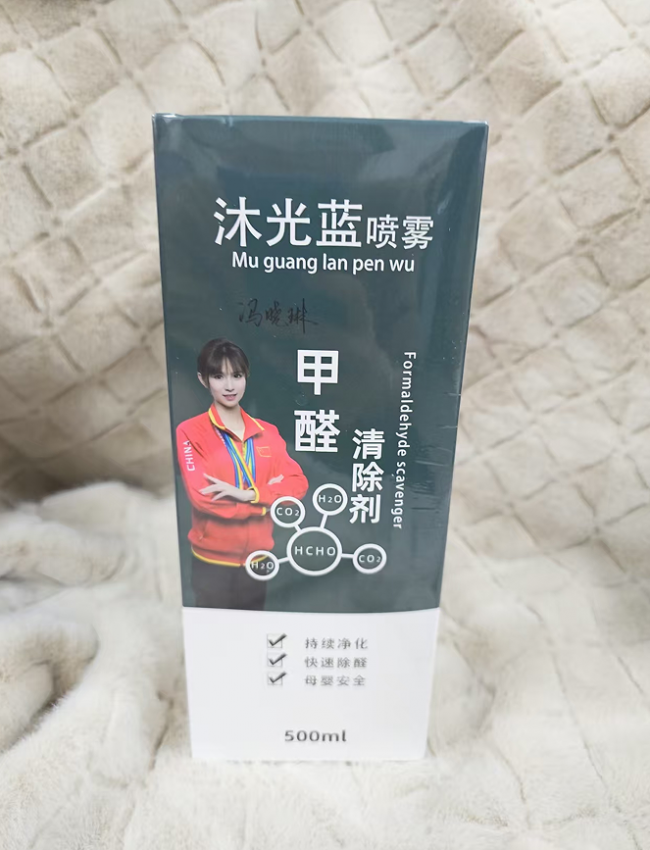 沐光蓝喷雾
Mu guang lan pen wu
冯晓琳
甲醛
清除剂
Formaldehyde scavenger
CHINA
CO2
H2O
HCHO
H2O
CO2
持续净化
快速除醛
母婴安全
500ml